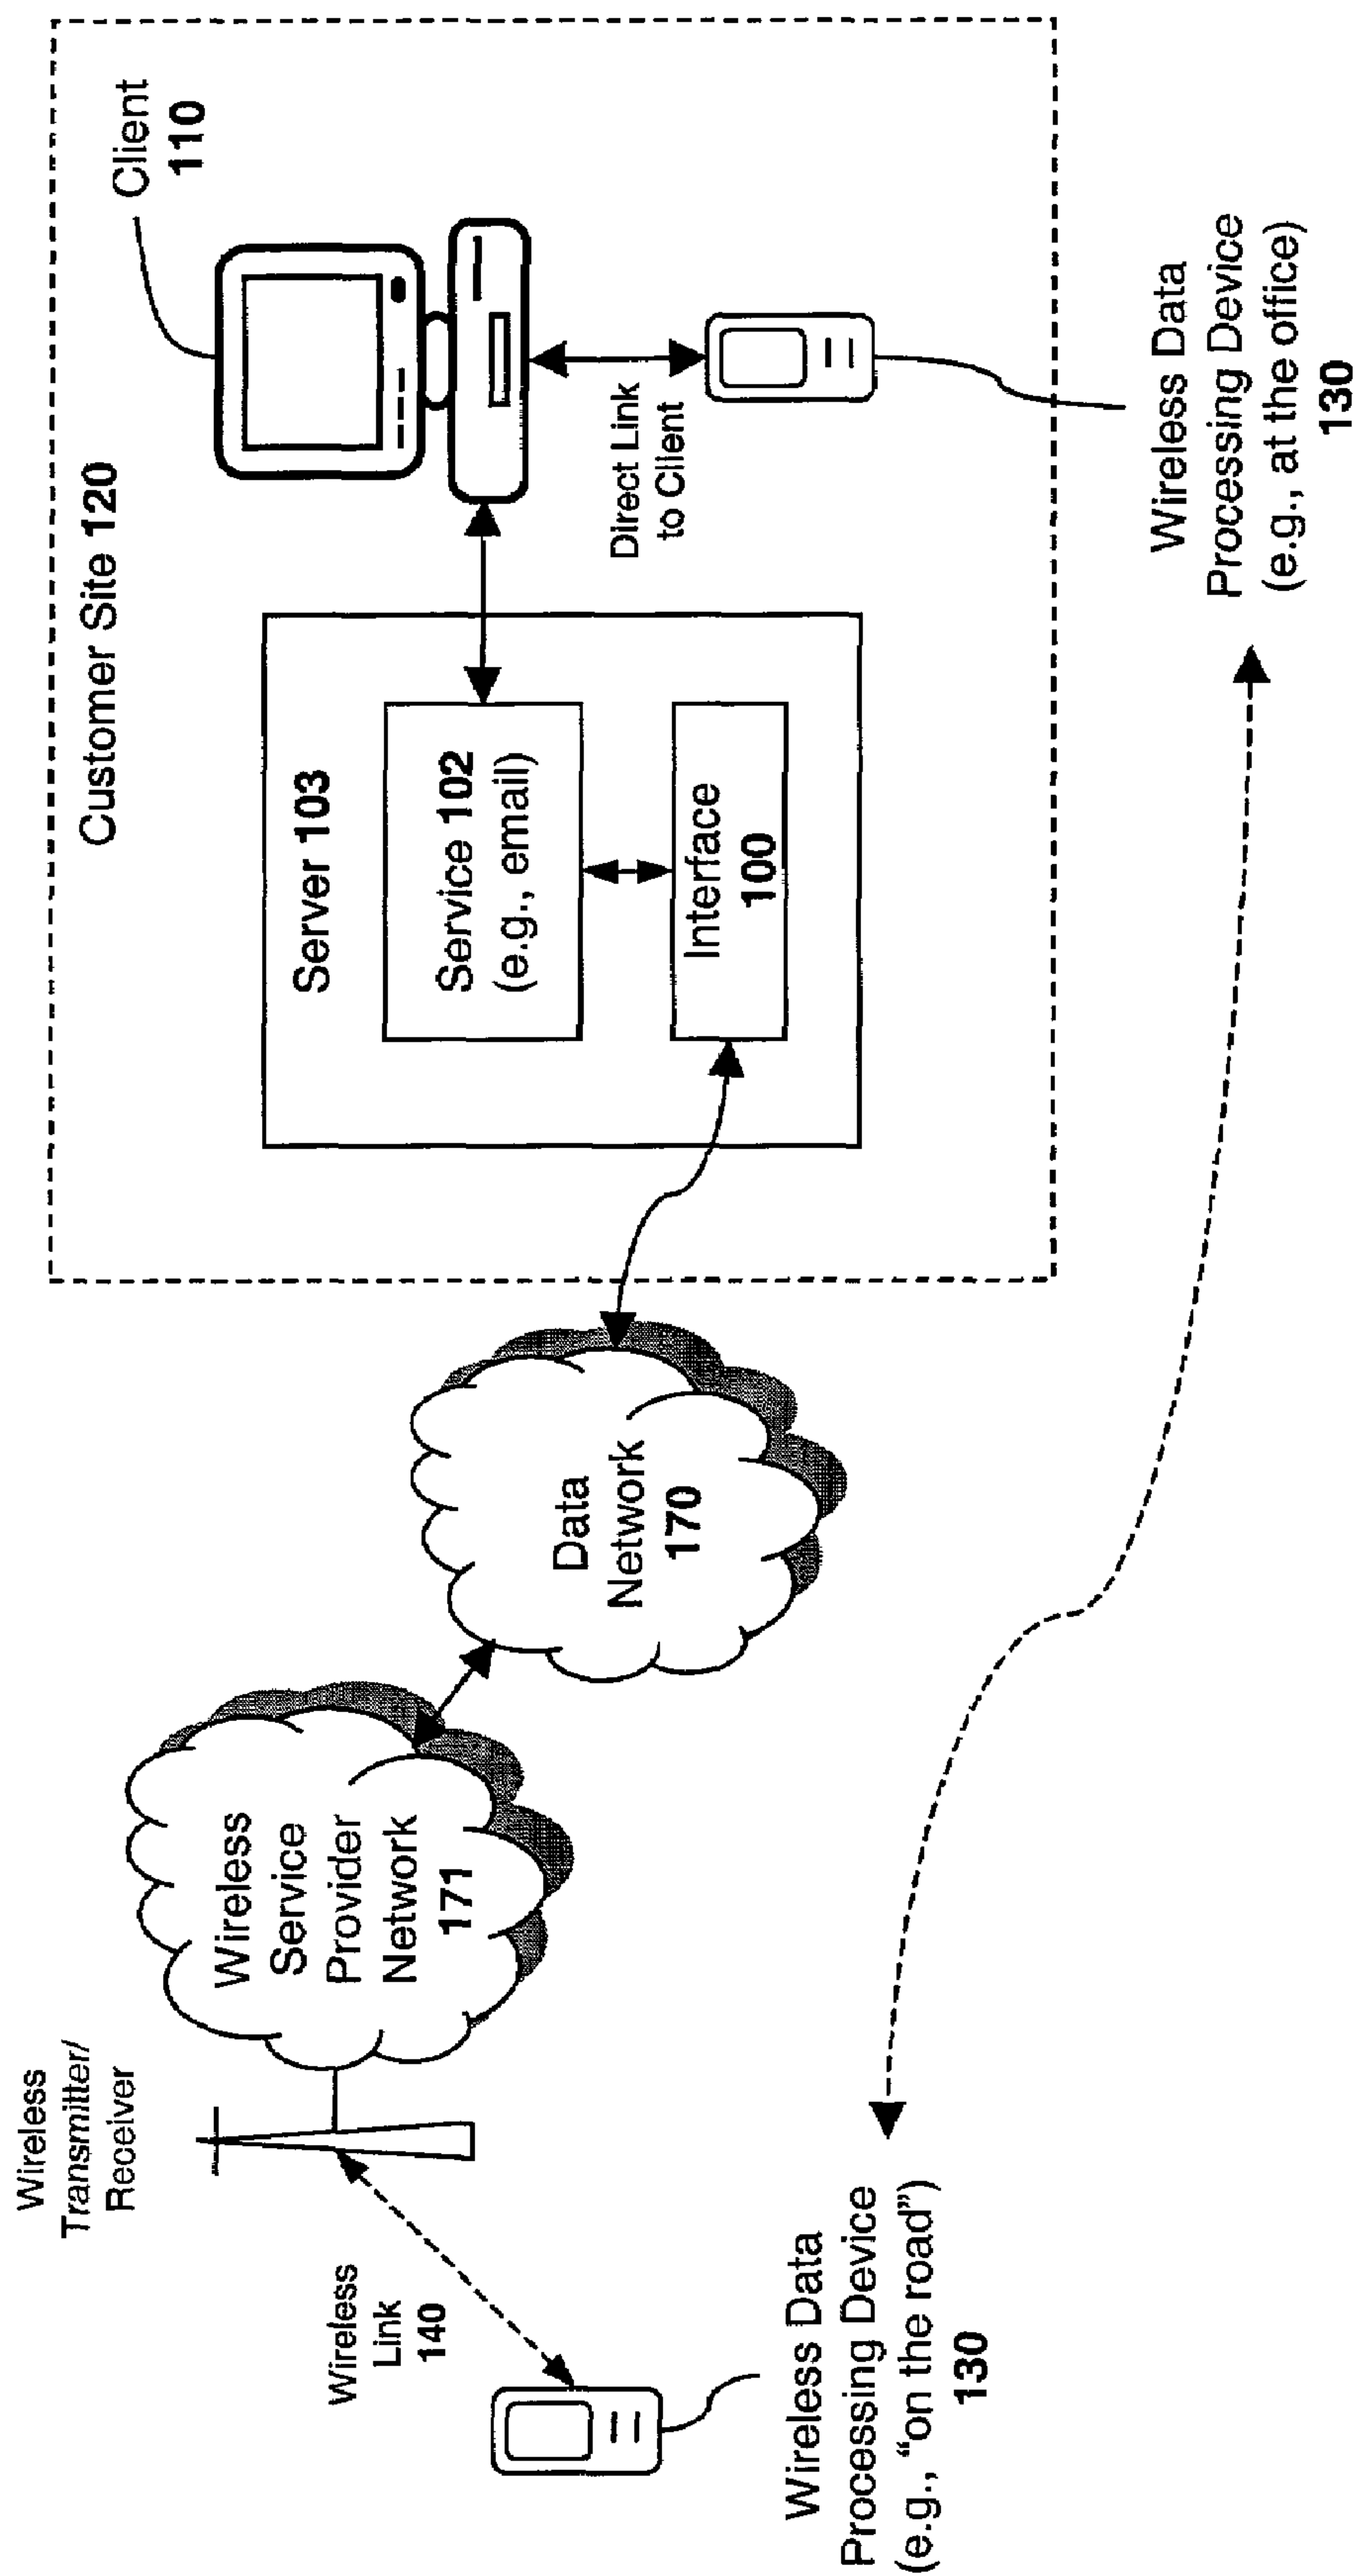 Wireless
Transmitter/
Receiver
Wireless
Service
Provider
Network
171
Customer Site 120
Client
110
Server 103
Service 102
(e.g., email)
Interface
100
Direct Link
to Client
Data
Network
170
Wireless
Link
140
Wireless Data
Processing Device
(e.g., “on the road”)
130
Wireless Data
Processing Device
(e.g., at the office)
130